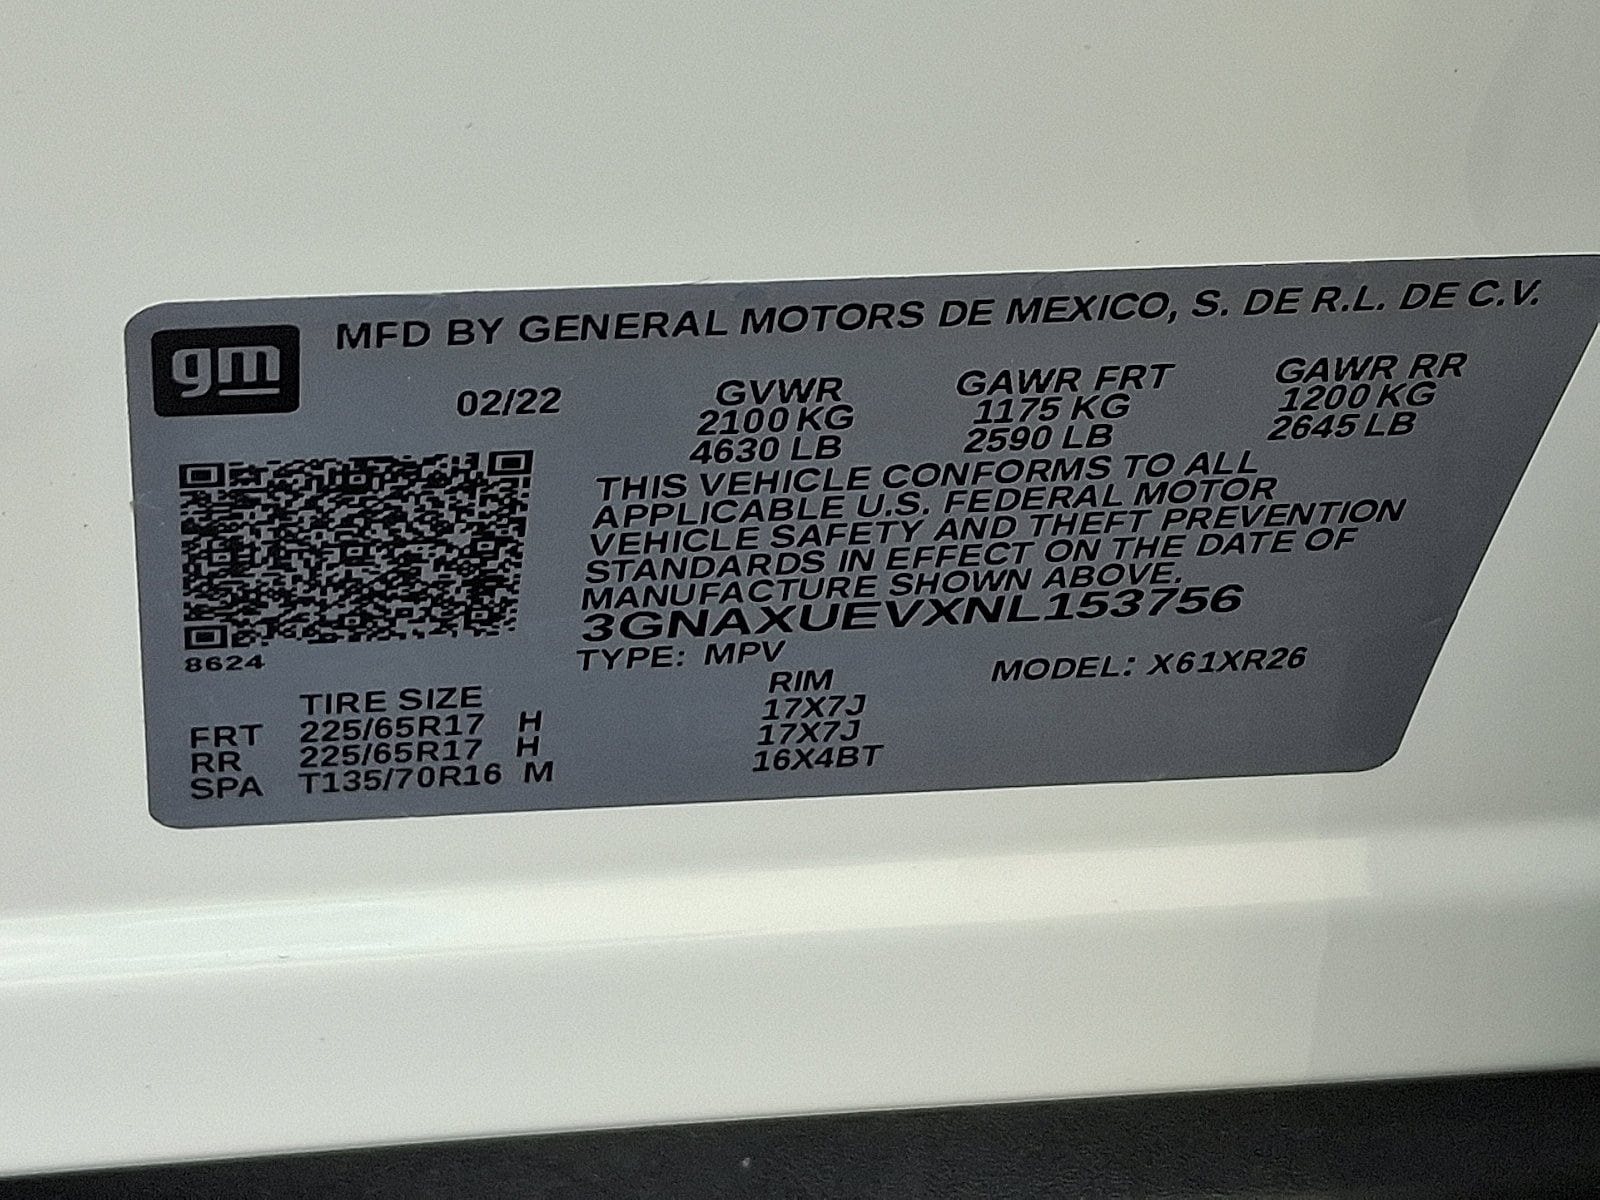 gm
MFD BY GENERAL MOTORS DE MEXICO, S. DE R.L. DE C.V.
02/22 GVWR GAWR FRT GAWR RR
2100 KG 1175 KG 1200 KG
4630 LB 2590 LB 2645 LB
THIS VEHICLE CONFORMS TO ALL
APPLICABLE U.S. FEDERAL MOTOR
VEHICLE SAFETY AND THEFT PREVENTION
STANDARDS IN EFFECT ON THE DATE OF
MANUFACTURE SHOWN ABOVE.
3GNAXUEVXNL153756
8624
TYPE: MPV MODEL: X61XR26
TIRE SIZE RIM
FRT 225/65R17 H 17X7J
RR 225/65R17 H 17X7J
SPA T135/70R16 M 16X4BT